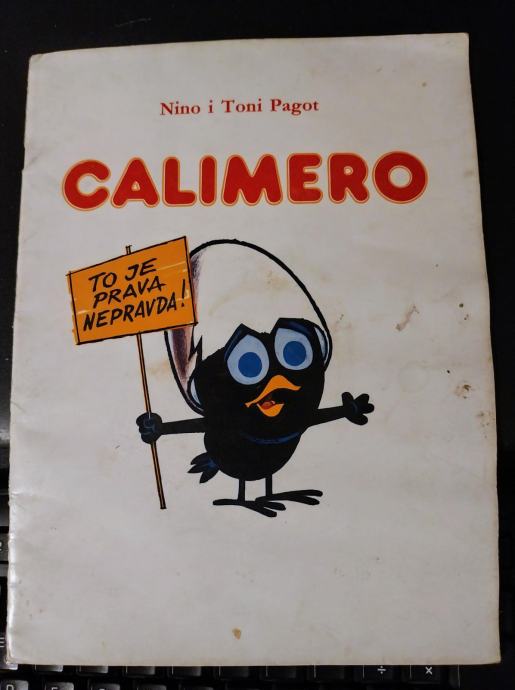 Nino i Toni Pagot
CALIMERO
TO JE
PRAVA
NEPRAVDA!